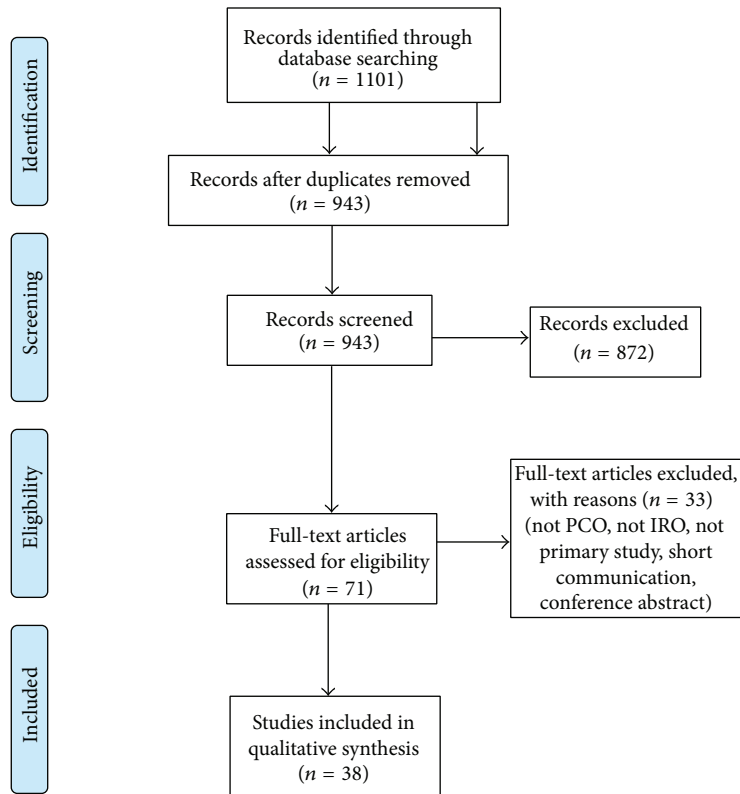 Identification
Records identified through
database searching
(n = 1101)
Records after duplicates removed
(n = 943)
Screening
Records screened
(n = 943)
Records excluded
(n = 872)
Eligibility
Full-text articles
assessed for eligibility
(n = 71)
Full-text articles excluded,
with reasons (n = 33)
(not PCO, not IRO, not
primary study, short
communication,
conference abstract)
Included
Studies included in
qualitative synthesis
(n = 38)